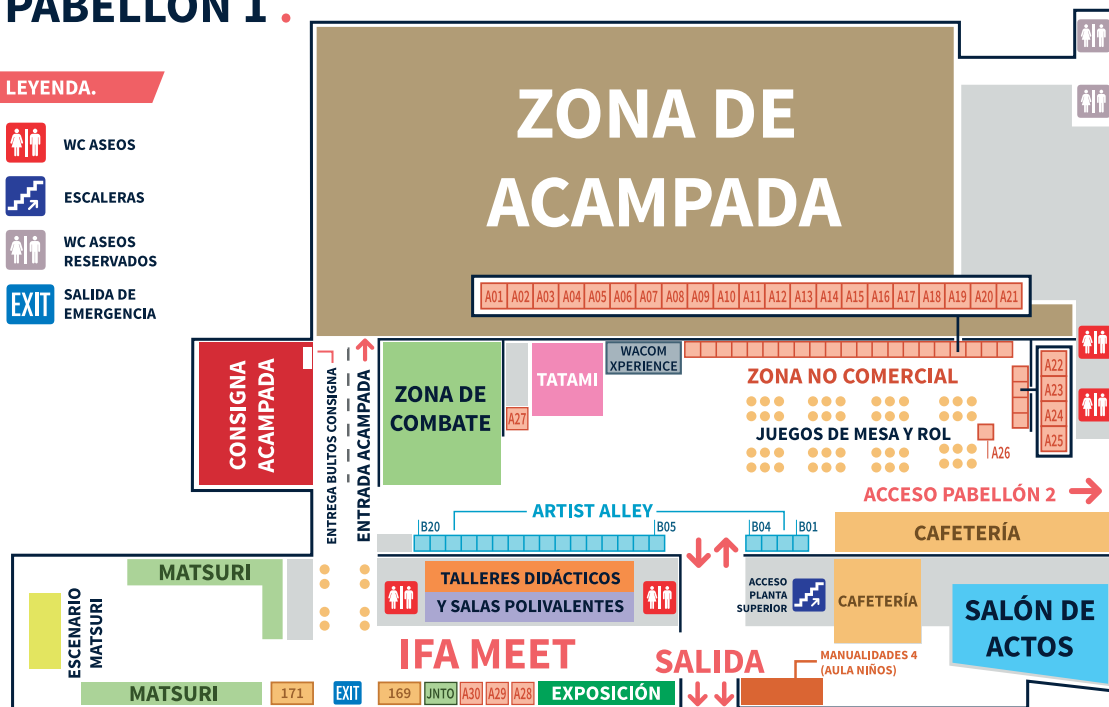 PABELLÓN 1 .
LEYENDA.
WC ASEOS
ESCALERAS
WC ASEOS
RESERVADOS
EXIT
SALIDA DE
EMERGENCIA
ZONA DE
ACAMPADA
A01 A02 A03 A04 A05 A06 A07 A08 A09 A10 A11 A12 A13 A14 A15 A16 A17 A18 A19 A20 A21
CONSIGNA
ACAMPADA
ENTREGA BULTOS CONSIGNA
ENTRADA ACAMPADA
ZONA DE
COMBATE
A27
TATAMI
WACOM
XPERIENCE
ZONA NO COMERCIAL
JUEGOS DE MESA Y ROL
A22
A23
A24
A25
A26
ACCESO PABELLÓN 2
ARTIST ALLEY
B20
B05
B04
B01
CAFETERÍA
MATSURI
ESCENARIO
MATSURI
TALLERES DIDÁCTICOS
Y SALAS POLIVALENTES
ACCESO
PLANTA
SUPERIOR
CAFETERÍA
SALÓN DE
ACTOS
IFA MEET
SALIDA
MANUALIDADES 4
(AULA NIÑOS)
MATSURI
171
EXIT
169
JNTO
A30
A29
A28
EXPOSICIÓN